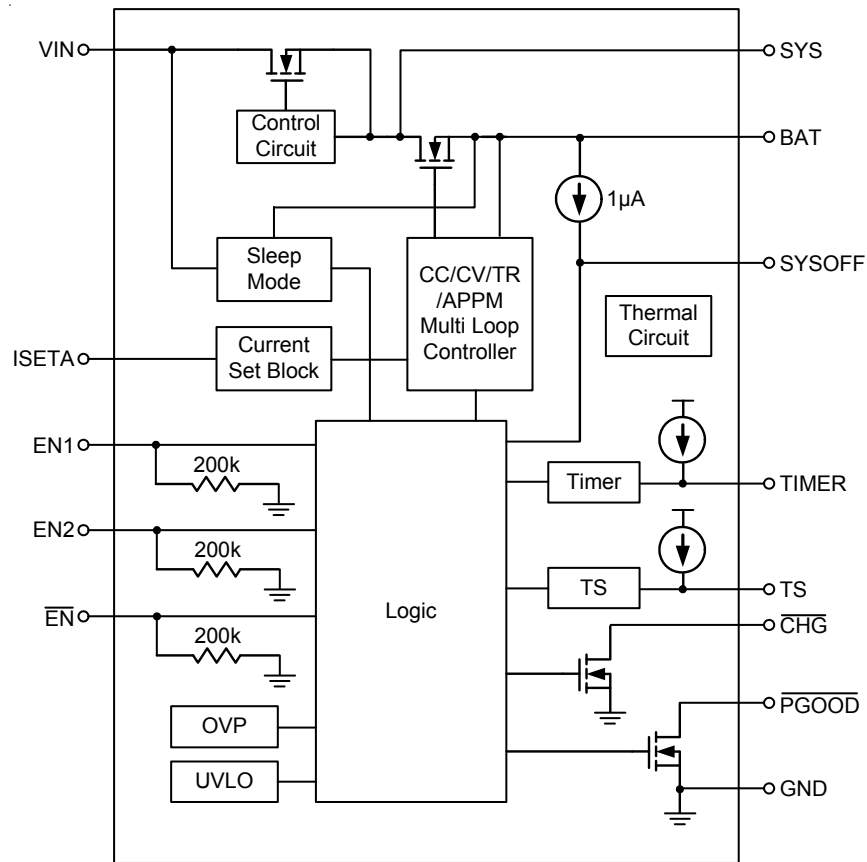 VIN
SYS
Control
Circuit
BAT
1µA
Sleep
Mode
CC/CV/TR
/APPM
Multi Loop
Controller
SYSOFF
Thermal
Circuit
ISETA
Current
Set Block
EN1
200k
Timer
TIMER
EN2
200k
TS
TS
EN
200k
Logic
CHG
OVP
PGOOD
UVLO
GND